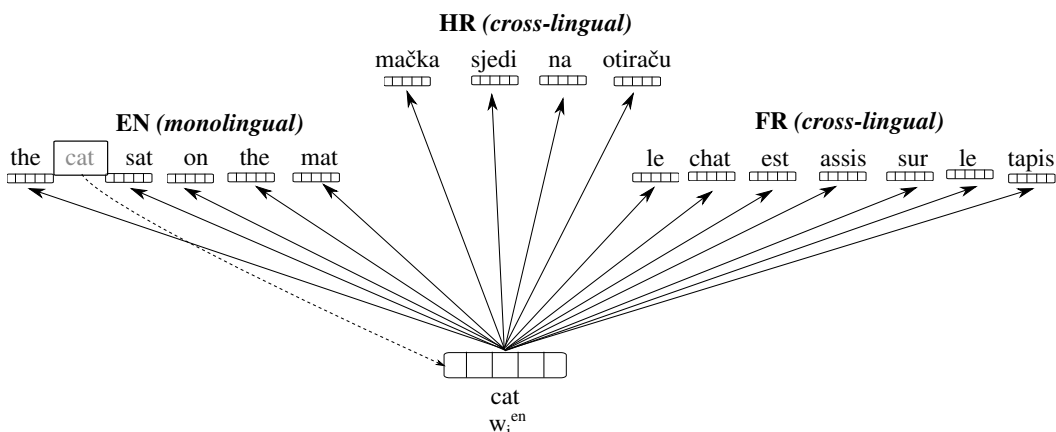 HR (cross-lingual)
mačka sjedi na otiraču
EN (monolingual)
the cat sat on the mat
FR (cross-lingual)
le chat est assis sur le tapis
cat
w_i^en